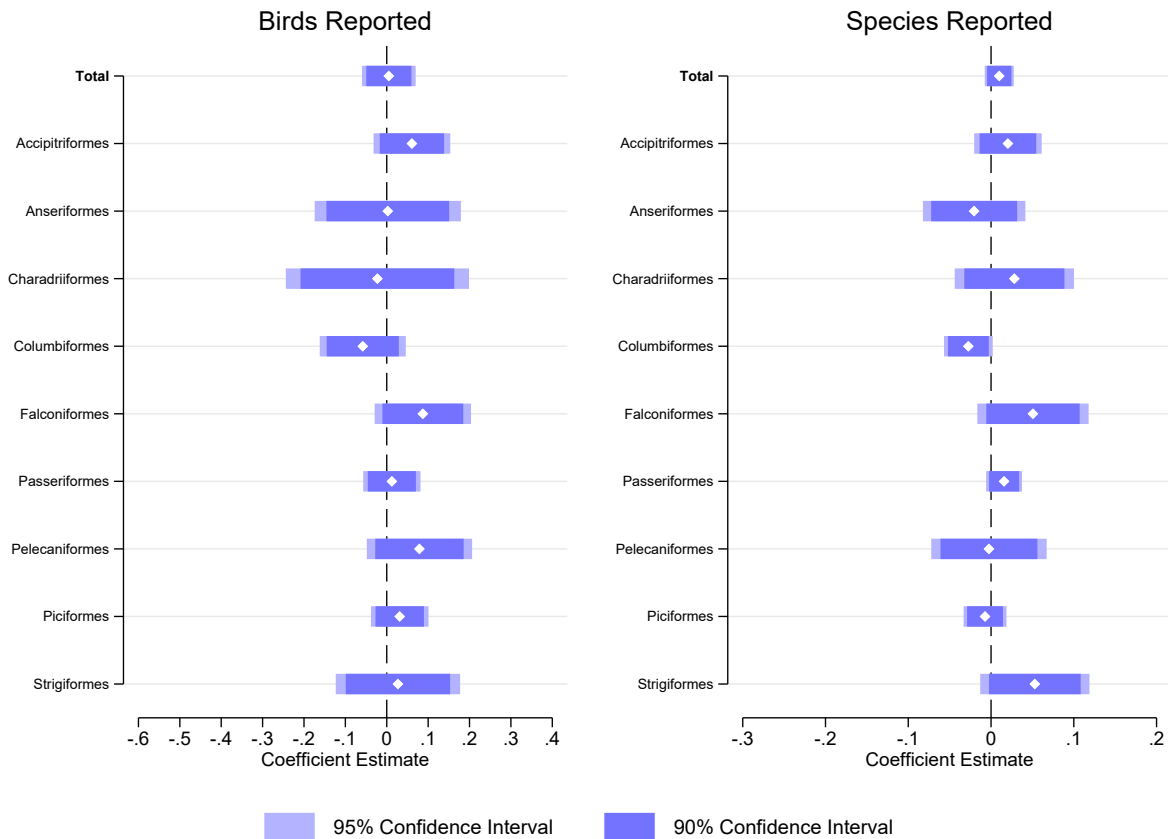 Birds Reported
Total
Accipitriformes
Anseriformes
Charadriiformes
Columbiformes
Falconiformes
Passeriformes
Pelecaniformes
Piciformes
Strigiformes
-.6 -.5 -.4 -.3 -.2 -.1 0 .1 .2 .3 .4
Coefficient Estimate
Species Reported
Total
Accipitriformes
Anseriformes
Charadriiformes
Columbiformes
Falconiformes
Passeriformes
Pelecaniformes
Piciformes
Strigiformes
-.3 -.2 -.1 0 .1 .2
Coefficient Estimate
95% Confidence Interval 90% Confidence Interval